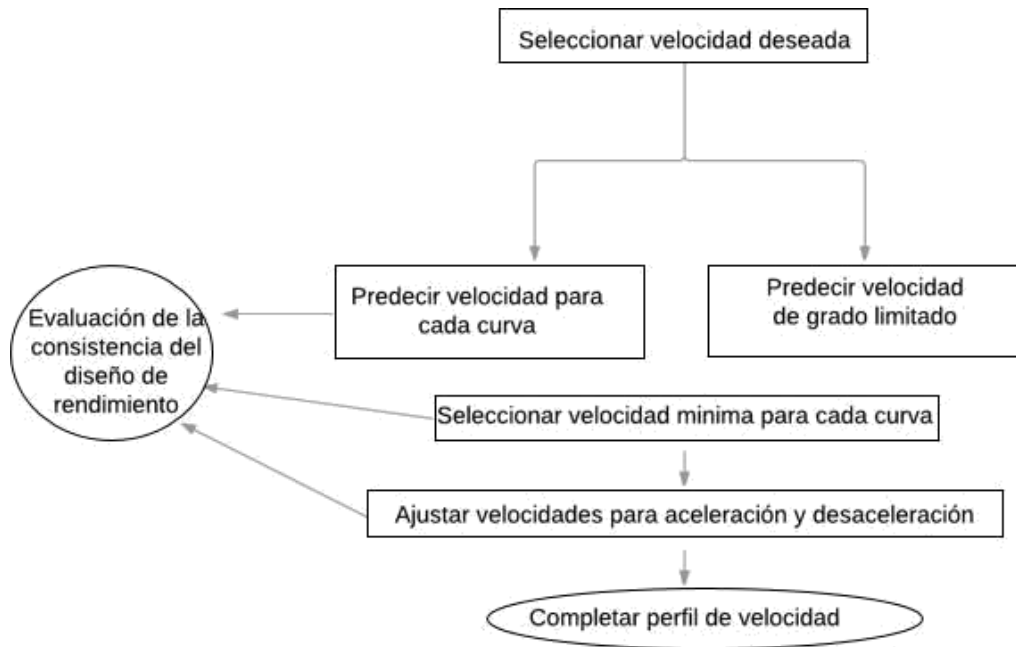 Seleccionar velocidad deseada
Predecir velocidad para
cada curva
Predecir velocidad
de grado limitado
Evaluación de la
consistencia del
diseño de
rendimiento
Seleccionar velocidad minima para cada curva
Ajustar velocidades para aceleración y desaceleración
Completar perfil de velocidad